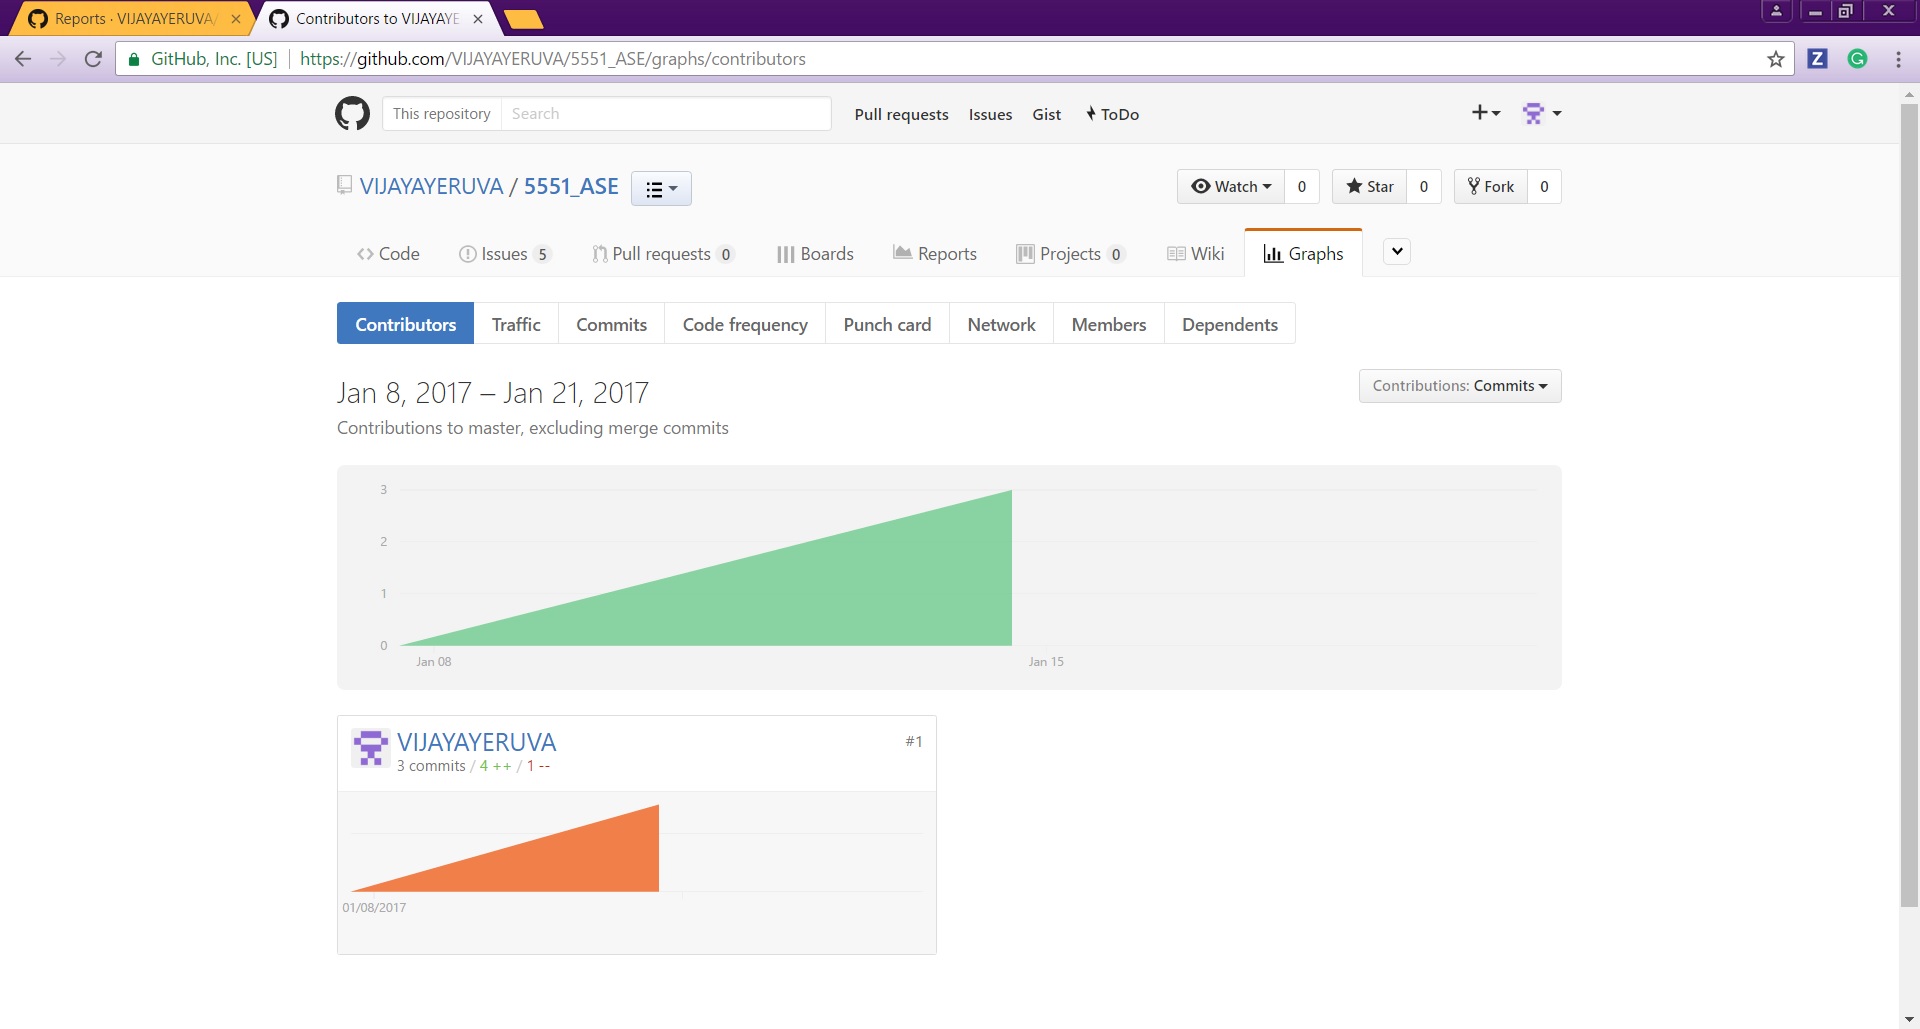 Reports · VIJAYAYERUVA/
Contributors to VIJAYAYE
GitHub, Inc. [US] https://github.com/VIJAYAYERUVA/5551_ASE/graphs/contributors
Z G
This repository Search Pull requests Issues Gist ToDo
VIJAYAYERUVA / 5551_ASE Watch 0 Star 0 Fork 0
Code Issues 5 Pull requests 0 Boards Reports Projects 0 Wiki Graphs
Contributors Traffic Commits Code frequency Punch card Network Members Dependents
Jan 8, 2017 – Jan 21, 2017 Contributions: Commits
Contributions to master, excluding merge commits
3
2
1
0
Jan 08 Jan 15
VIJAYAYERUVA #1
3 commits / 4 ++ / 1 --
01/08/2017